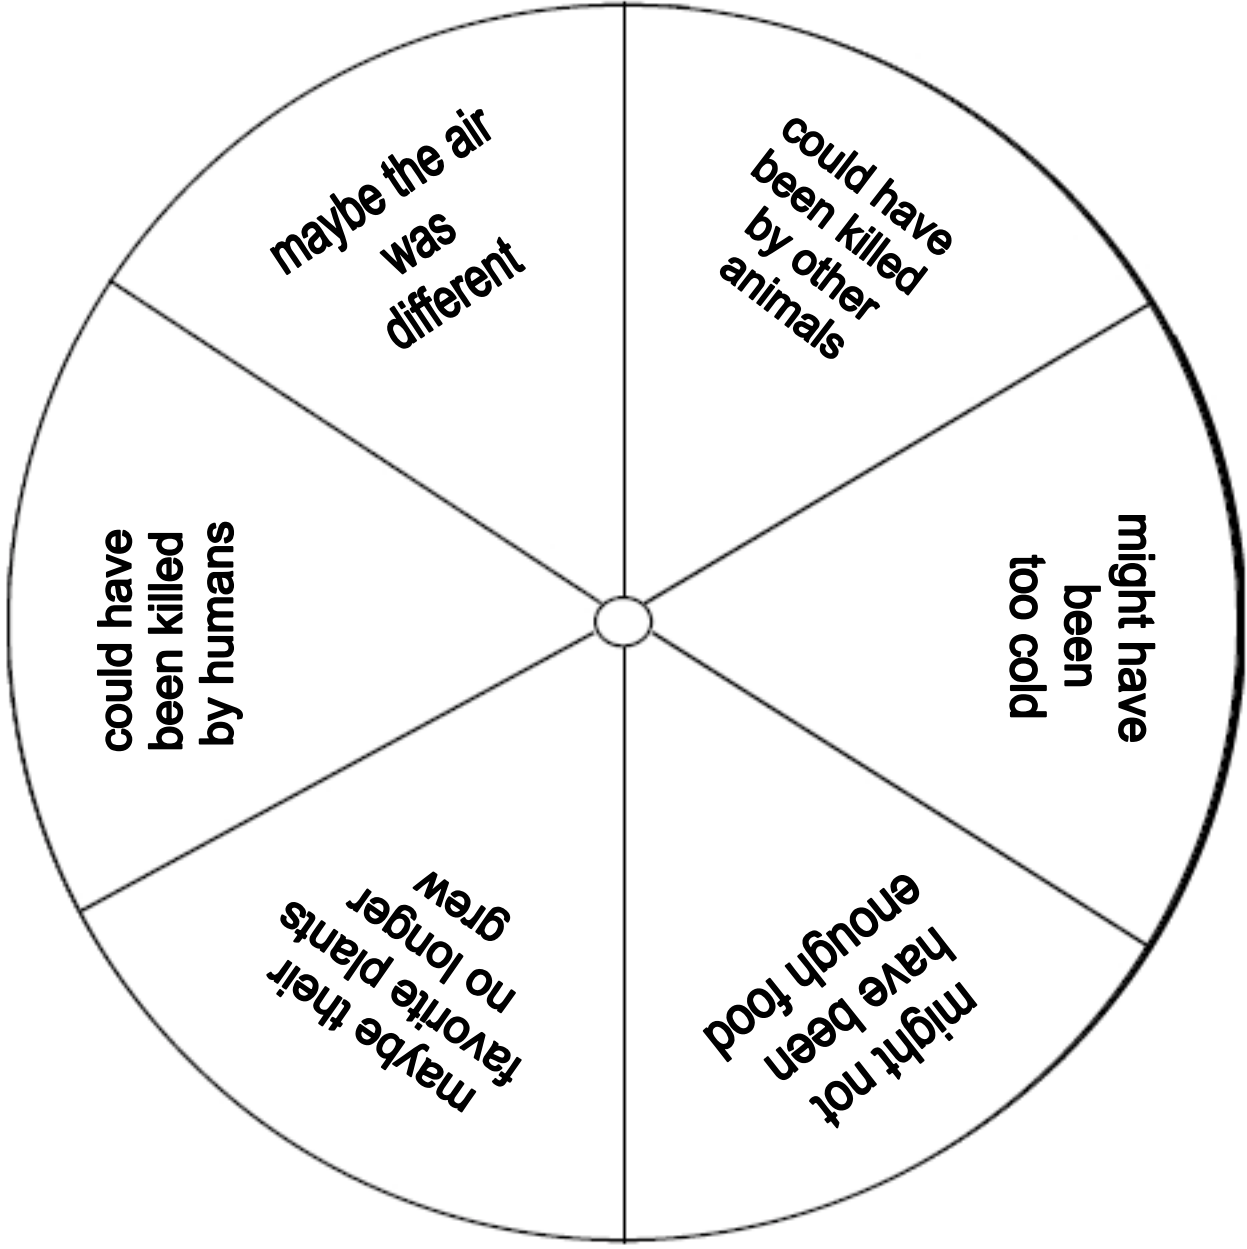 could have
been killed
by other
animals
might have
been
too cold
might not
have been
enough food
maybe their
favorite plants
no longer
grew
could have
been killed
by humans
maybe the air
was
different